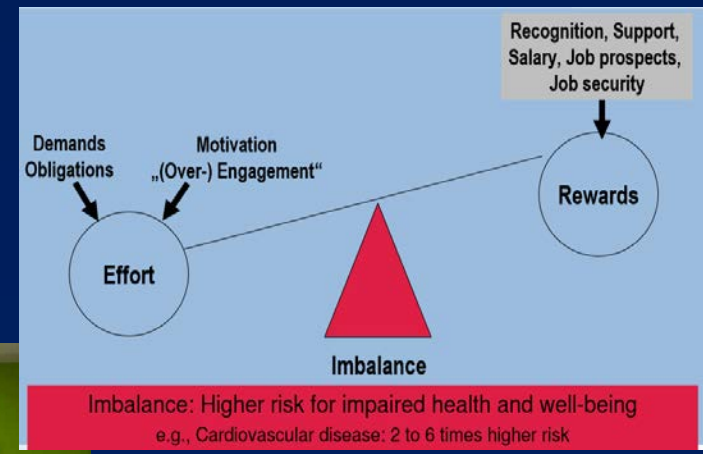 Recognition, Support,
Salary, Job prospects,
Job security
Demands
Obligations
Motivation
„(Over-) Engagement“
Rewards
Effort
Imbalance
Imbalance: Higher risk for impaired health and well-being
e.g., Cardiovascular disease: 2 to 6 times higher risk